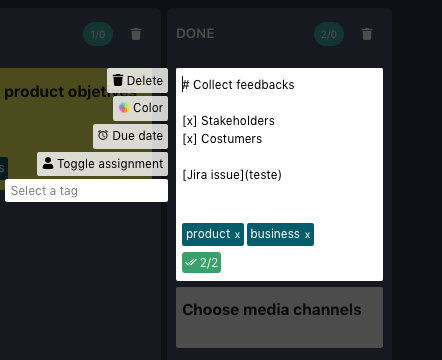 1/0
DONE
2/0
product objetives
Delete
Color
Due date
Toggle assignment
Select a tag
# Collect feedbacks
[x] Stakeholders
[x] Costumers
[Jira issue](teste)
product x business x
2/2
Choose media channels